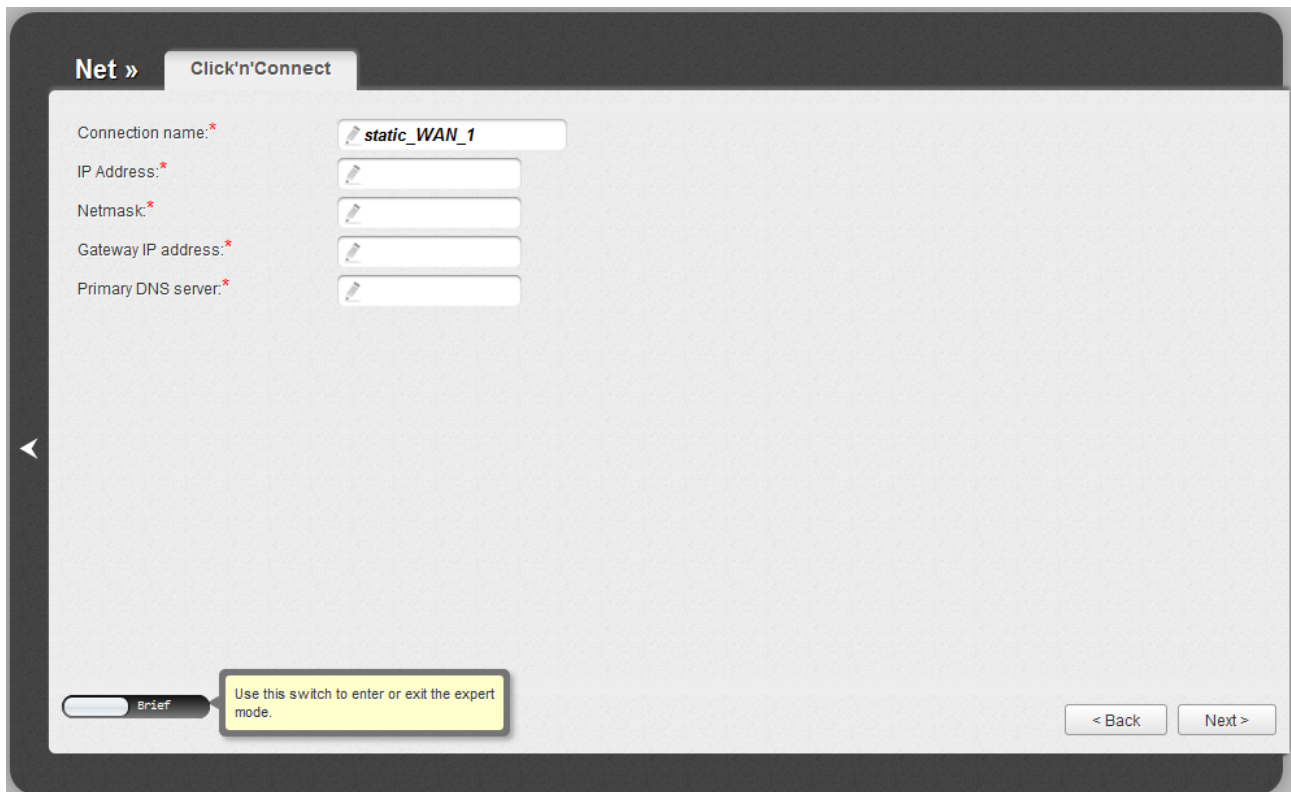 Net » Click'n'Connect
Connection name:* static_WAN_1
IP Address:*
Netmask:*
Gateway IP address:*
Primary DNS server:*
Brief
Use this switch to enter or exit the expert
mode.
< Back Next >